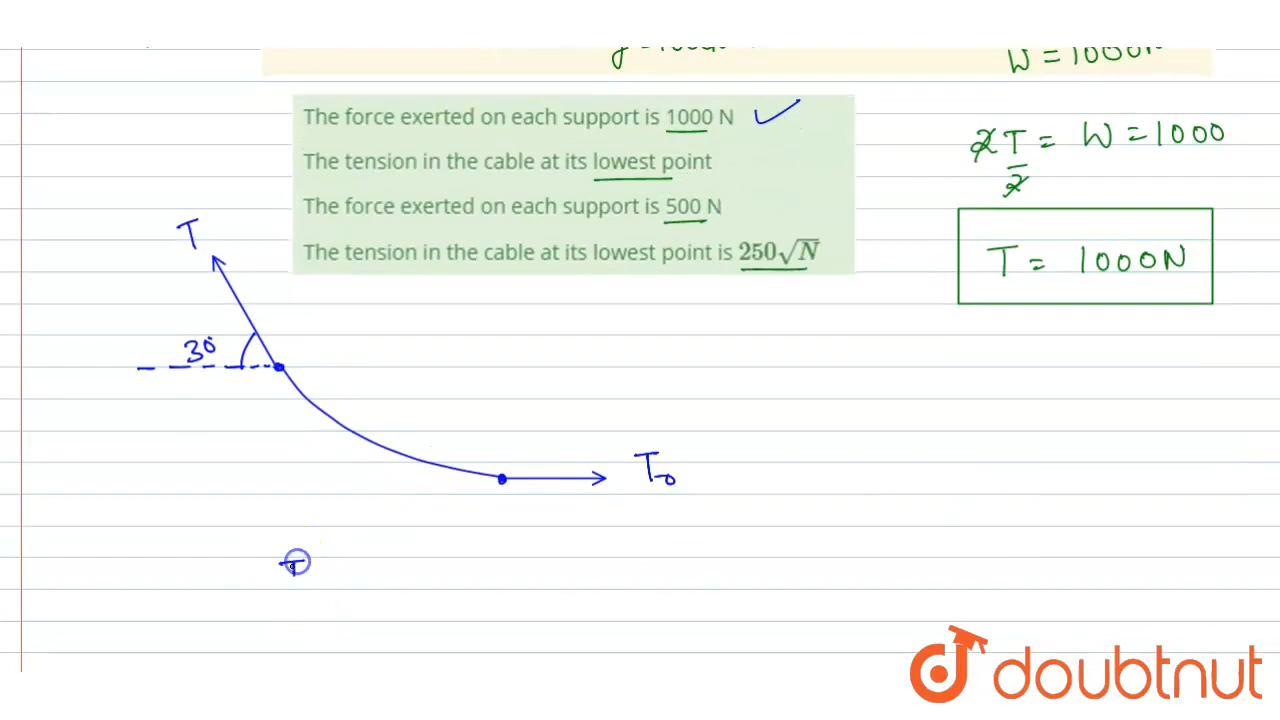 W = 1000N
The force exerted on each support is 1000 N
The tension in the cable at its lowest point
The force exerted on each support is 500 N
The tension in the cable at its lowest point is 250√N
2T/2 = W = 1000
T = 1000N
T
30°
T₀
T
doubtnut